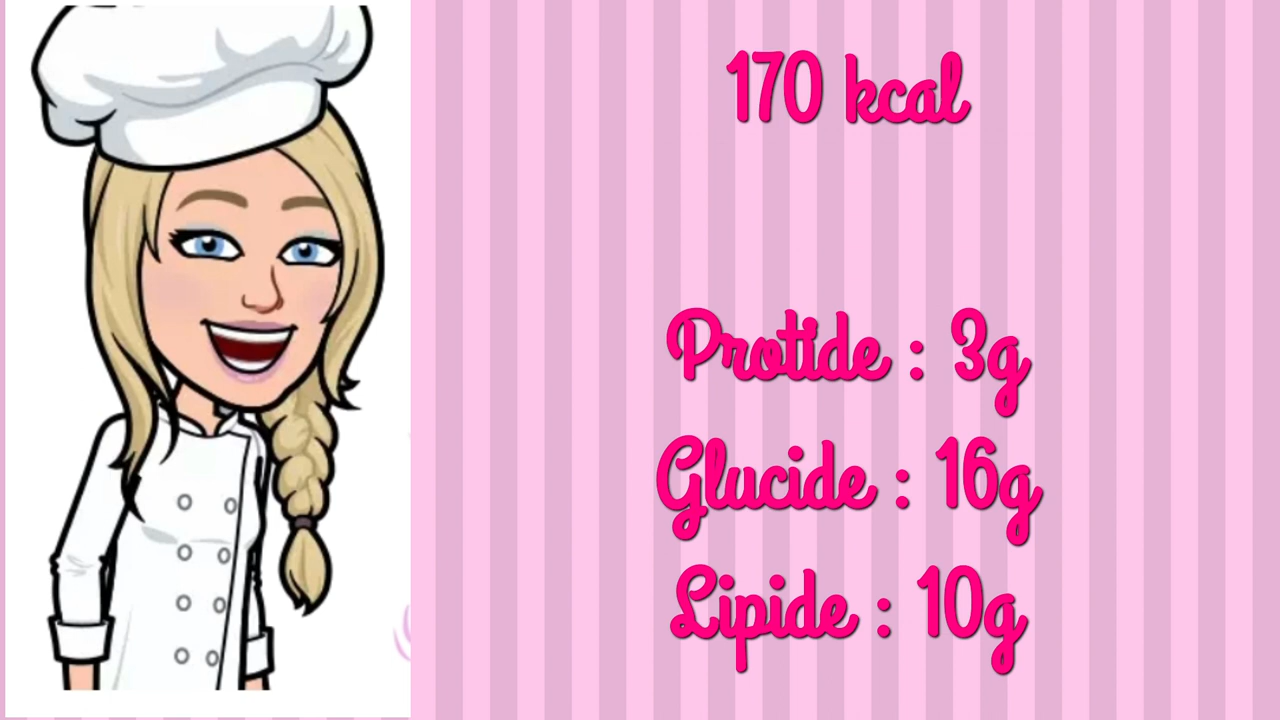 170 kcal
Protide : 3g
Glucide : 16g
Lipide : 10g